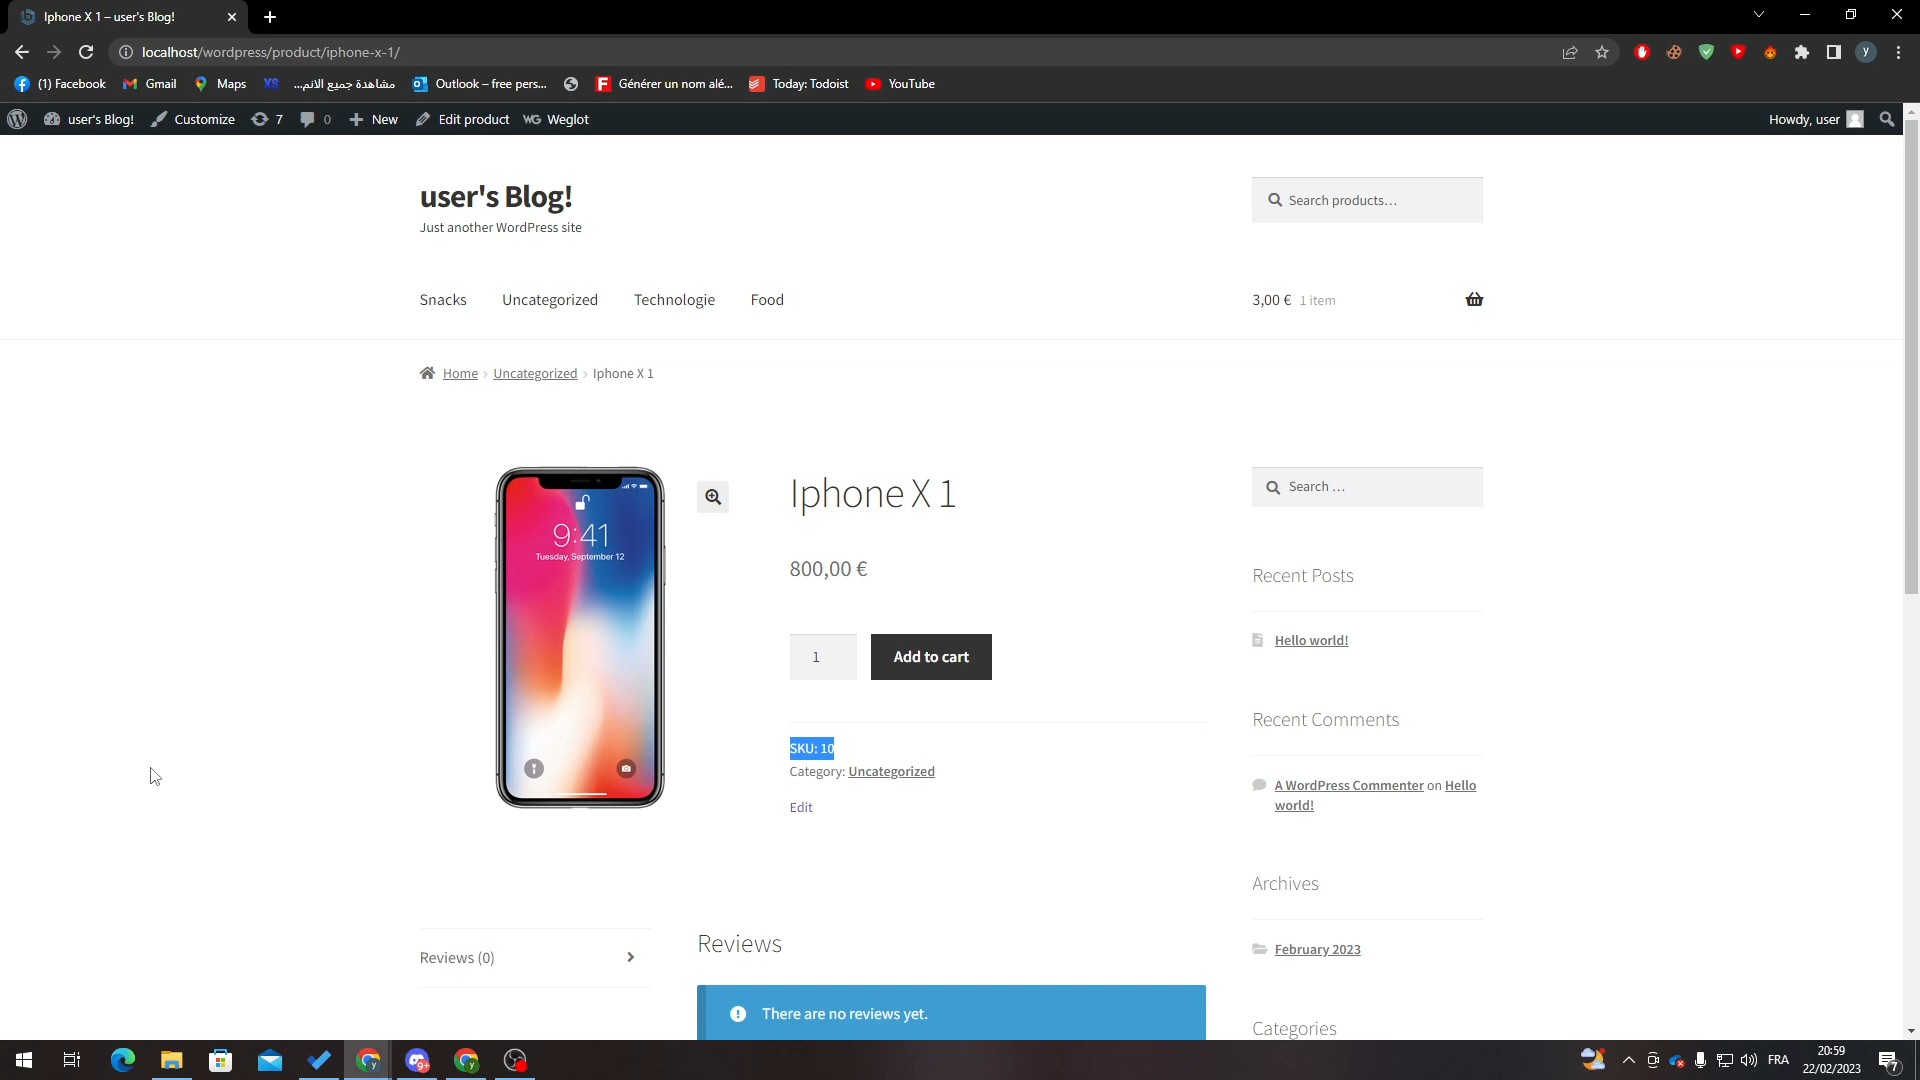 Iphone X 1 – user's Blog!
localhost/wordpress/product/iphone-x-1/
y
(1) Facebook
Gmail
Maps
XS
مشاهدة جميع الانم...
Outlook – free pers...
Générer un nom alé...
Today: Todoist
YouTube
user's Blog!
Customize
7
0
New
Edit product
WG Weglot
Howdy, user
user's Blog!
Just another WordPress site
Search products…
Snacks
Uncategorized
Technologie
Food
3,00 € 1 item
Home
Uncategorized
Iphone X 1
9:41
Tuesday, September 12
Iphone X 1
800,00 €
1
Add to cart
SKU: 10
Category: Uncategorized
Edit
Search …
Recent Posts
Hello world!
Recent Comments
A WordPress Commenter on Hello
world!
Archives
February 2023
Categories
Reviews (0)
Reviews
There are no reviews yet.
9+
FRA
20:59
22/02/2023
7